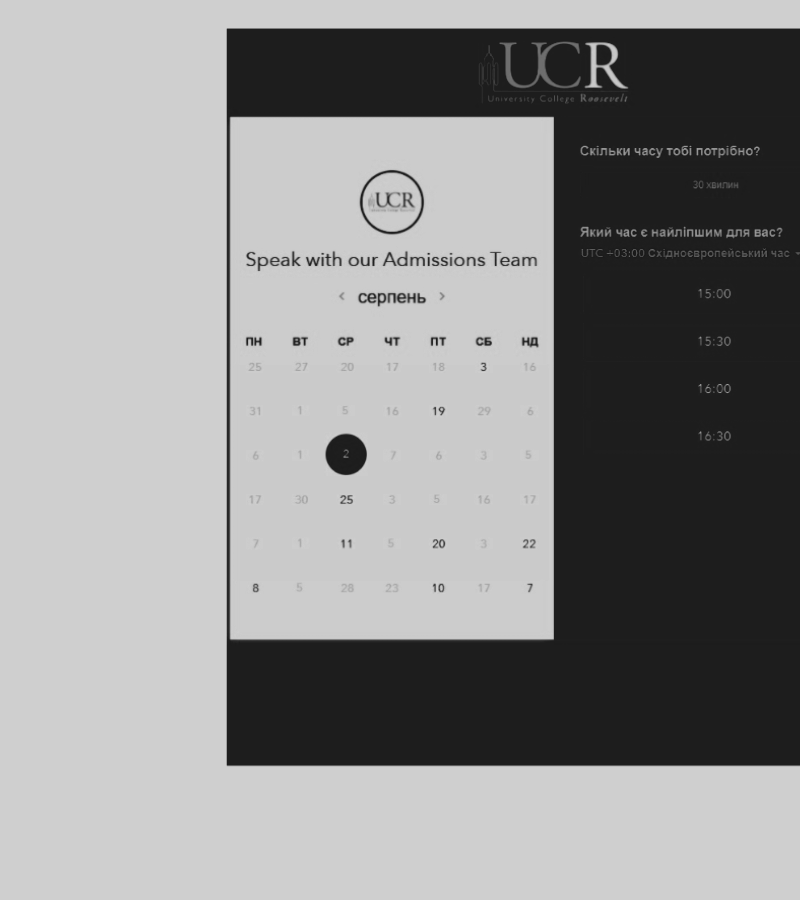 UCR
University College Roosevelt
UCR
Speak with our Admissions Team
< серпень >
ПН ВТ СР ЧТ ПТ СБ НД
25 27 20 17 18 3 16
31 1 5 16 19 29 6
6 1 2 7 6 3 5
17 30 25 3 5 16 17
7 1 11 5 20 3 22
8 5 28 23 10 17 7
Скільки часу тобі потрібно?
30 хвилин
Який час є найліпшим для вас?
UTC +03:00 Східноєвропейський час
15:00
15:30
16:00
16:30